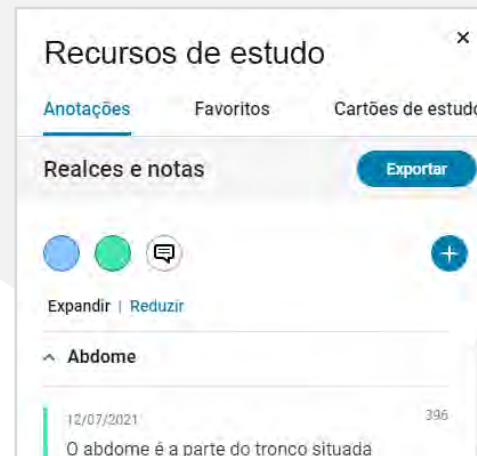 Recursos de estudo ×
Anotações Favoritos Cartões de estudo
Realces e notas Exportar
+
Expandir | Reduzir
Abdome
12/07/2021 396
O abdome é a parte do tronco situada